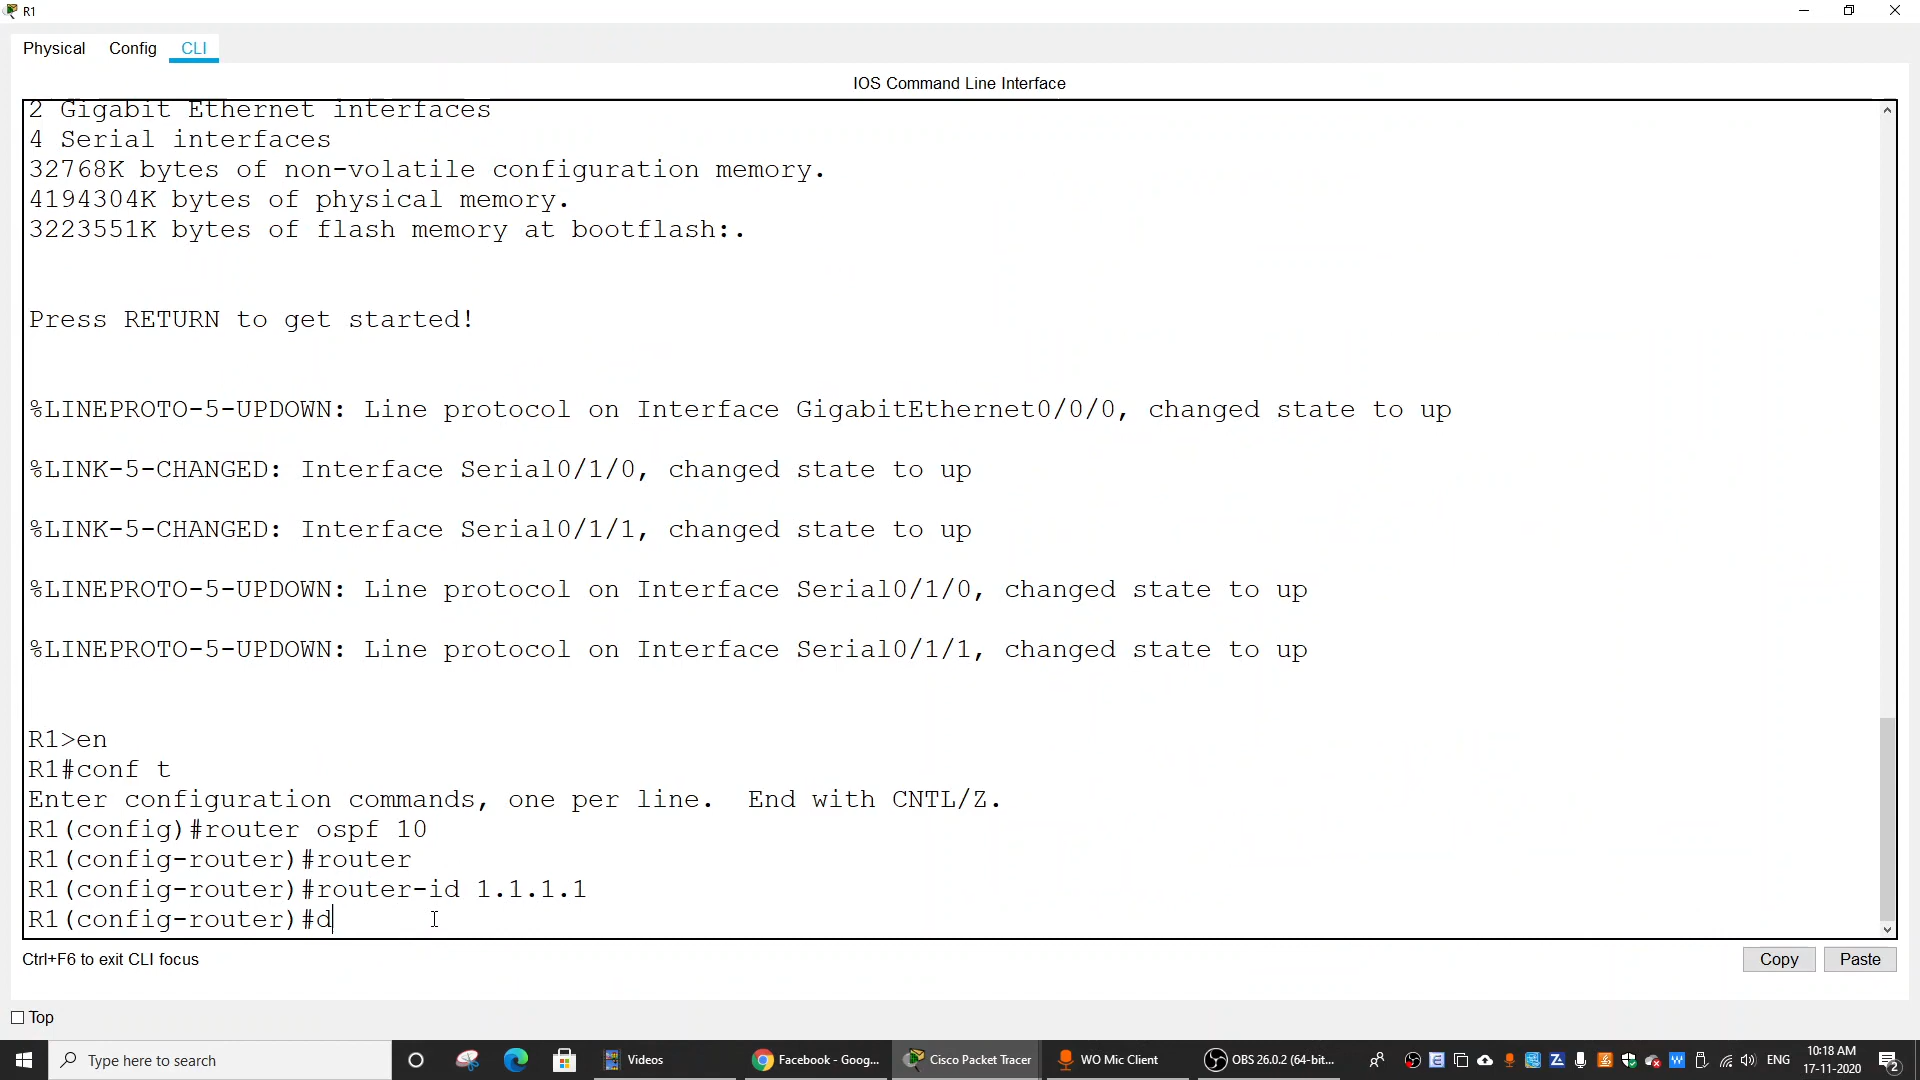 R1
Physical Config CLI
IOS Command Line Interface
2 Gigabit Ethernet interfaces
4 Serial interfaces
32768K bytes of non-volatile configuration memory.
4194304K bytes of physical memory.
3223551K bytes of flash memory at bootflash:.
Press RETURN to get started!
%LINEPROTO-5-UPDOWN: Line protocol on Interface GigabitEthernet0/0/0, changed state to up
%LINK-5-CHANGED: Interface Serial0/1/0, changed state to up
%LINK-5-CHANGED: Interface Serial0/1/1, changed state to up
%LINEPROTO-5-UPDOWN: Line protocol on Interface Serial0/1/0, changed state to up
%LINEPROTO-5-UPDOWN: Line protocol on Interface Serial0/1/1, changed state to up
R1>en
R1#conf t
Enter configuration commands, one per line.  End with CNTL/Z.
R1(config)#router ospf 10
R1(config-router)#router
R1(config-router)#router-id 1.1.1.1
R1(config-router)#d
Ctrl+F6 to exit CLI focus
Copy Paste
Top
Type here to search Videos Facebook - Goog... Cisco Packet Tracer WO Mic Client OBS 26.0.2 (64-bit... ENG 10:18 AM
17-11-2020 2